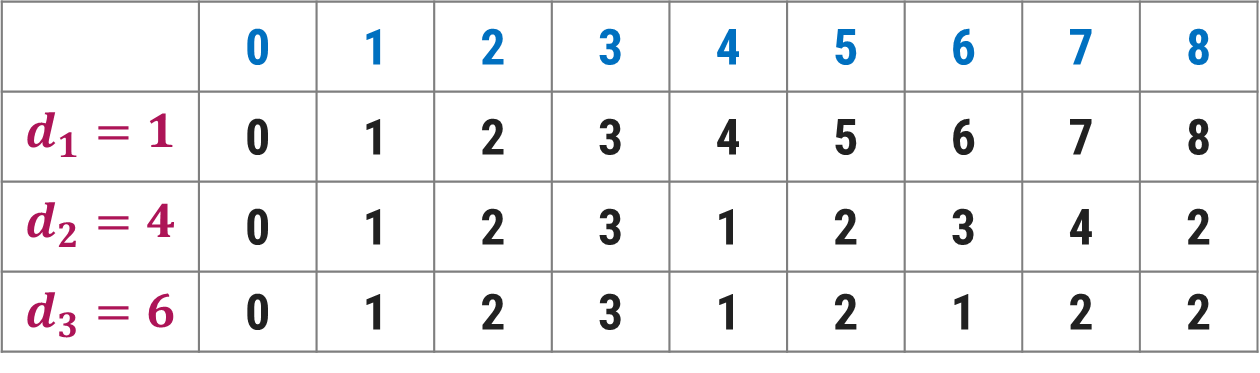 0 1 2 3 4 5 6 7 8
d₁ = 1 0 1 2 3 4 5 6 7 8
d₂ = 4 0 1 2 3 1 2 3 4 2
d₃ = 6 0 1 2 3 1 2 1 2 2